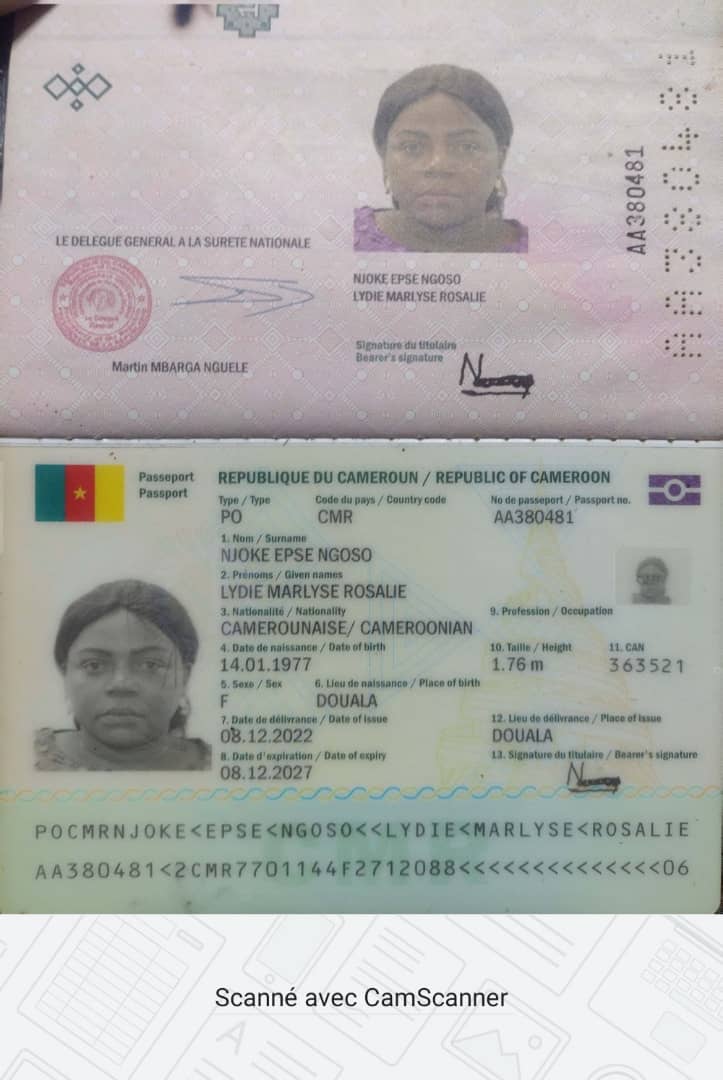 LE DELEGUE GENERAL A LA SURETE NATIONALE
Martin MBARGA NGUELE
NJOKE EPSE NGOSO
LYDIE MARLYSE ROSALIE
Signature du titulaire
Bearer's signature
AA380481
AA380481
Passeport
Passport
REPUBLIQUE DU CAMEROUN / REPUBLIC OF CAMEROON
Type / Type Code du pays / Country code No de passeport / Passport no.
PO CMR AA380481
1. Nom / Surname
NJOKE EPSE NGOSO
2. Prénoms / Given names
LYDIE MARLYSE ROSALIE
3. Nationalité / Nationality 9. Profession / Occupation
CAMEROUNAISE/ CAMEROONIAN
4. Date de naissance / Date of birth 10. Taille / Height 11. CAN
14.01.1977 1.76 m 363521
5. Sexe / Sex 6. Lieu de naissance / Place of birth
F DOUALA
7. Date de délivrance / Date of issue 12. Lieu de délivrance / Place of issue
08.12.2022 DOUALA
8. Date d'expiration / Date of expiry 13. Signature du titulaire / Bearer's signature
08.12.2027
POCMRNJOKE<EPSE<NGOSO<<LYDIE<MARLYSE<ROSALIE
AA380481<2CMR7701144F2712088<<<<<<<<<<<<<<06
Scanné avec CamScanner